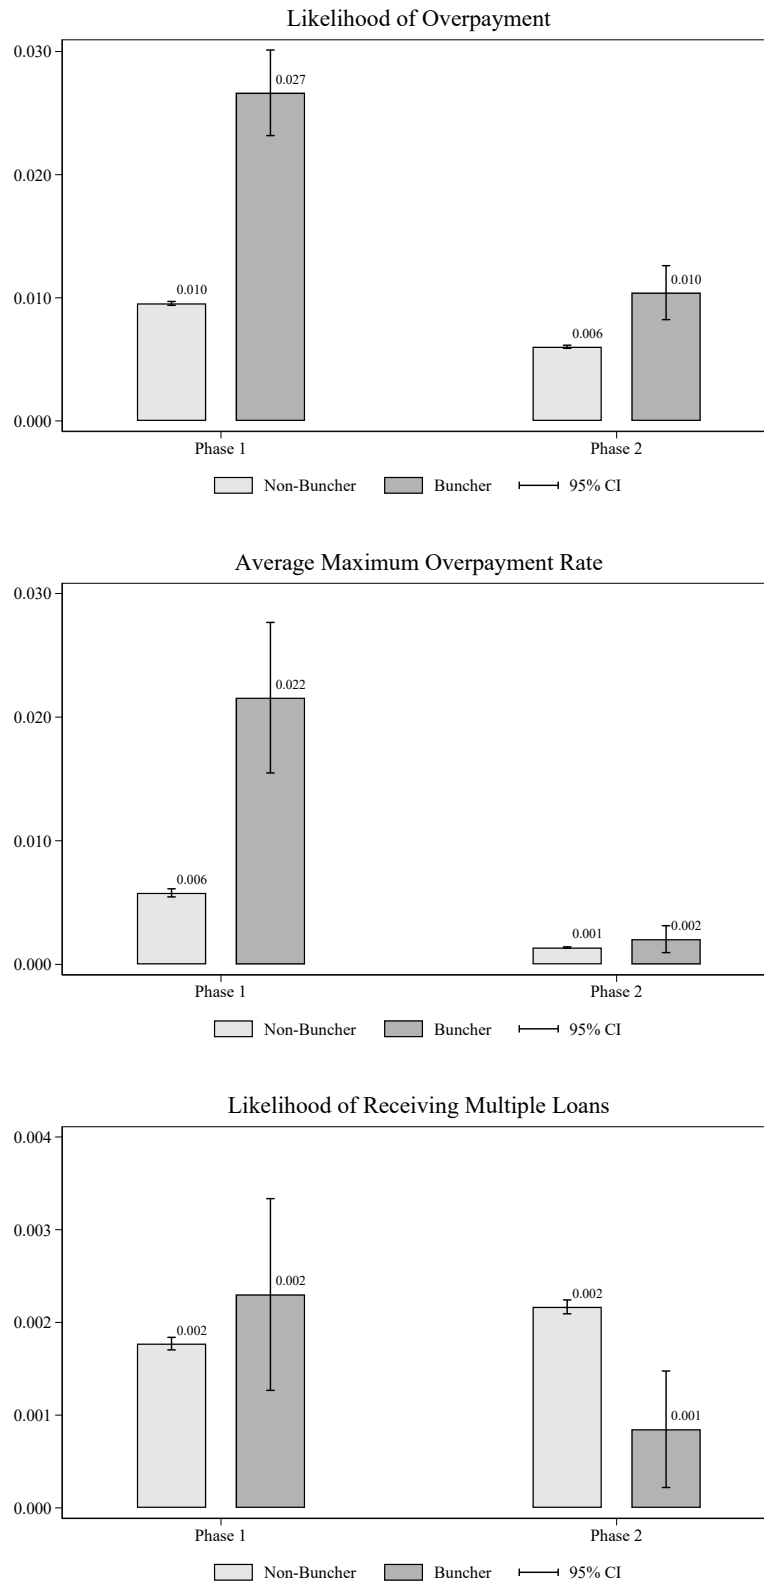 Likelihood of Overpayment
0.030
0.027
0.020
0.010
0.010
0.010
0.006
0.000
Phase 1
Phase 2
Non-Buncher
Buncher
95% CI
Average Maximum Overpayment Rate
0.030
0.022
0.020
0.010
0.006
0.001
0.002
0.000
Phase 1
Phase 2
Non-Buncher
Buncher
95% CI
Likelihood of Receiving Multiple Loans
0.004
0.003
0.002
0.002
0.002
0.002
0.001
0.001
0.000
Phase 1
Phase 2
Non-Buncher
Buncher
95% CI